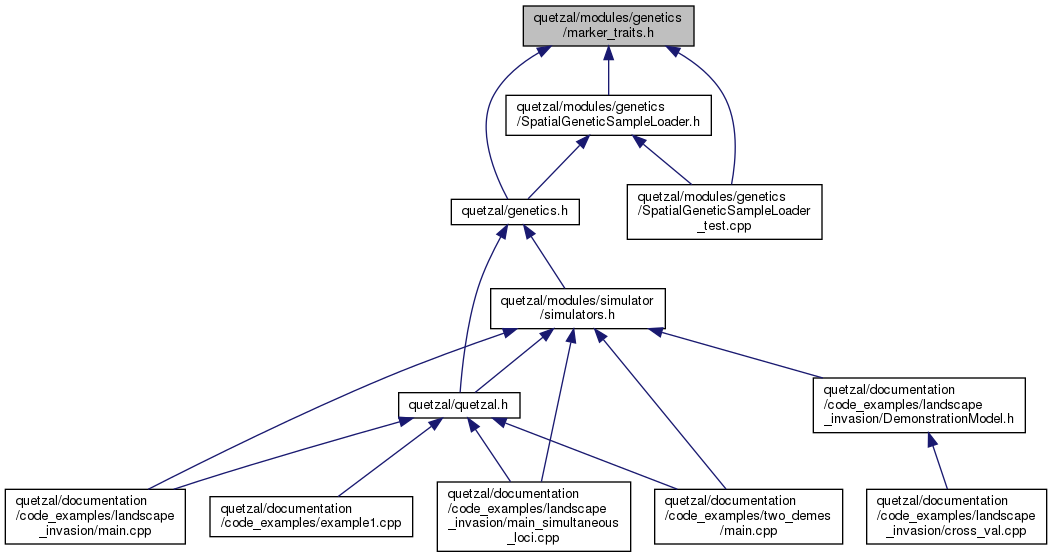 quetzal/modules/genetics
/marker_traits.h
quetzal/modules/genetics
/SpatialGeneticSampleLoader.h
quetzal/modules/genetics
/SpatialGeneticSampleLoader
_test.cpp
quetzal/genetics.h
quetzal/modules/simulator
/simulators.h
quetzal/quetzal.h
quetzal/documentation
/code_examples/landscape
_invasion/DemonstrationModel.h
quetzal/documentation
/code_examples/landscape
_invasion/main.cpp
quetzal/documentation
/code_examples/example1.cpp
quetzal/documentation
/code_examples/landscape
_invasion/main_simultaneous
_loci.cpp
quetzal/documentation
/code_examples/two_demes
/main.cpp
quetzal/documentation
/code_examples/landscape
_invasion/cross_val.cpp